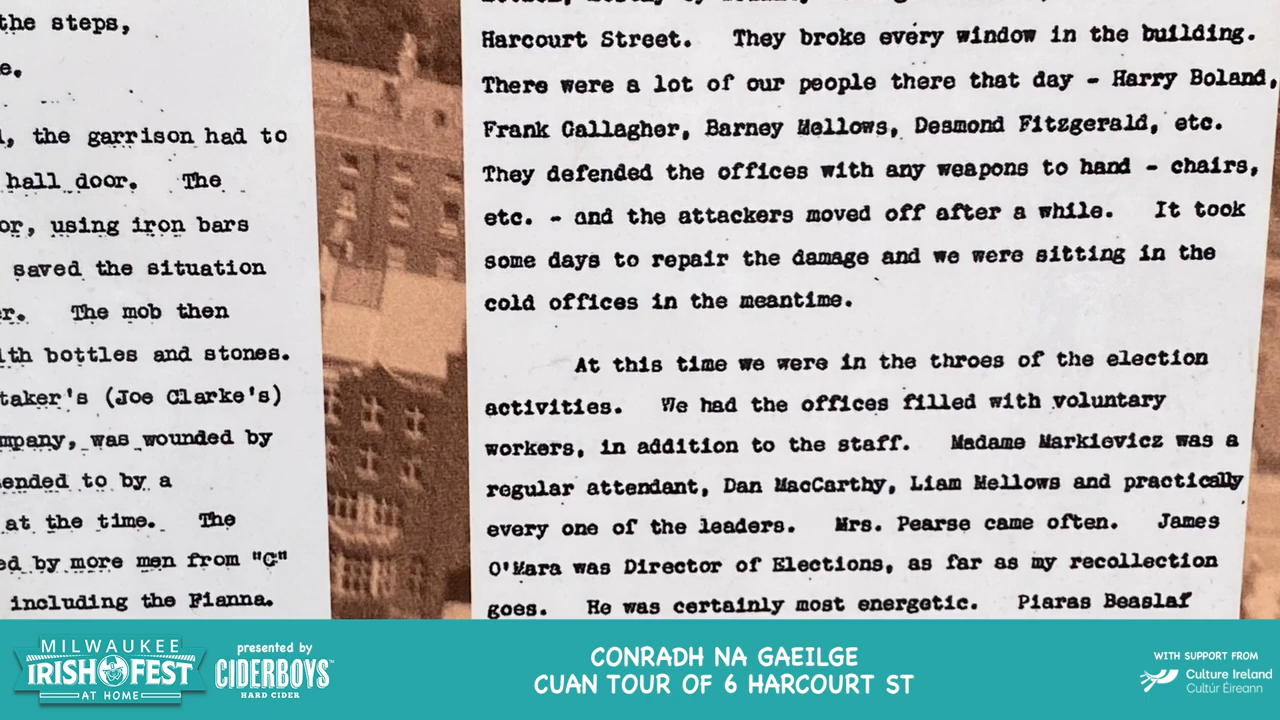 the steps,
e.
, the garrison had to
hall door. The
or, using iron bars
saved the situation
er. The mob then
ith bottles and stones.
taker's (Joe Clarke's)
mpany, was wounded by
ended to by a
at the time. The
ed by more men from "C"
including the Fianna.
Harcourt Street. They broke every window in the building.
There were a lot of our people there that day - Harry Boland,
Frank Gallagher, Barney Mellows, Desmond Fitzgerald, etc.
They defended the offices with any weapons to hand - chairs,
etc. - and the attackers moved off after a while. It took
some days to repair the damage and we were sitting in the
cold offices in the meantime.
At this time we were in the throes of the election
activities. We had the offices filled with voluntary
workers, in addition to the staff. Madame Markievicz was a
regular attendant, Dan MacCarthy, Liam Mellows and practically
every one of the leaders. Mrs. Pearse came often. James
O'Mara was Director of Elections, as far as my recollection
goes. He was certainly most energetic. Piaras Beaslaí
MILWAUKEE
IRISH FEST
AT HOME
presented by
CIDERBOYS
HARD CIDER
CONRADH NA GAEILGE
CUAN TOUR OF 6 HARCOURT ST
WITH SUPPORT FROM
Culture Ireland
Cultúr Éireann